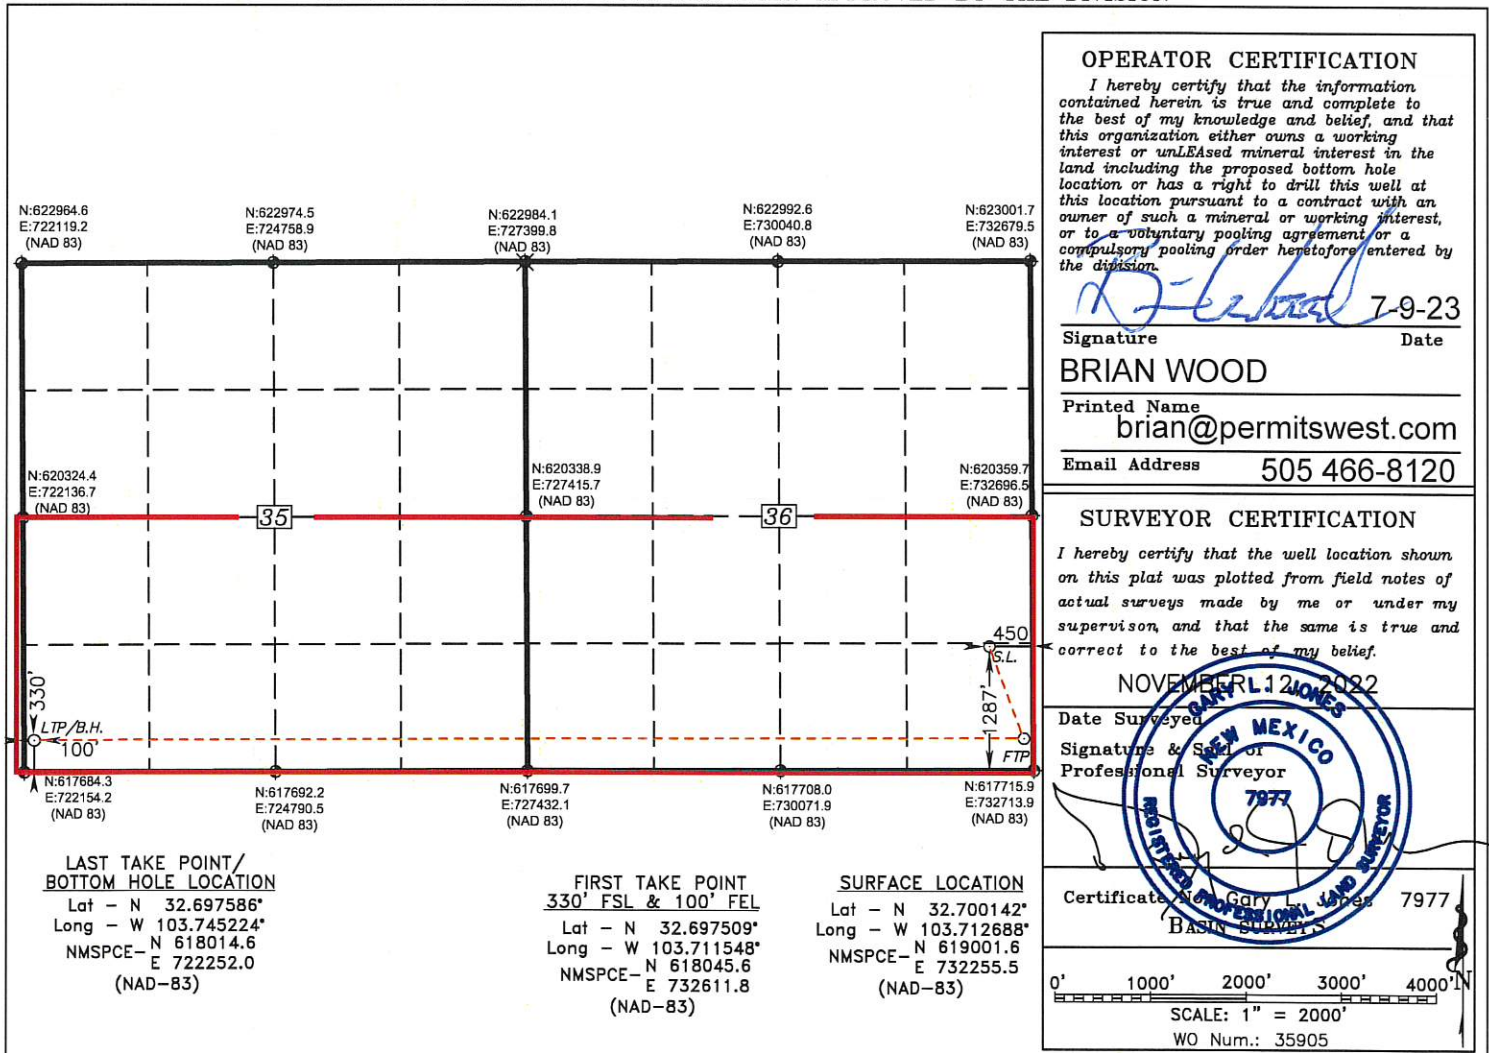 N:622964.6
E:722119.2
(NAD 83)
N:622974.5
E:724758.9
(NAD 83)
N:622984.1
E:727399.8
(NAD 83)
N:622992.6
E:730040.8
(NAD 83)
N:623001.7
E:732679.5
(NAD 83)
N:620324.4
E:722136.7
(NAD 83)
N:620338.9
E:727415.7
(NAD 83)
N:620359.7
E:732696.5
(NAD 83)
35
36
450
S.L.
1287'
FTP
330'
LTP/B.H.
100'
N:617684.3
E:722154.2
(NAD 83)
N:617692.2
E:724790.5
(NAD 83)
N:617699.7
E:727432.1
(NAD 83)
N:617708.0
E:730071.9
(NAD 83)
N:617715.9
E:732713.9
(NAD 83)
LAST TAKE POINT/
BOTTOM HOLE LOCATION
Lat - N 32.697586°
Long - W 103.745224°
NMSPCE- N 618014.6
E 722252.0
(NAD-83)
FIRST TAKE POINT
330' FSL & 100' FEL
Lat - N 32.697509°
Long - W 103.711548°
NMSPCE- N 618045.6
E 732611.8
(NAD-83)
SURFACE LOCATION
Lat - N 32.700142°
Long - W 103.712688°
NMSPCE- N 619001.6
E 732255.5
(NAD-83)
OPERATOR CERTIFICATION
I hereby certify that the information
contained herein is true and complete to
the best of my knowledge and belief, and that
this organization either owns a working
interest or unLEAsed mineral interest in the
land including the proposed bottom hole
location or has a right to drill this well at
this location pursuant to a contract with an
owner of such a mineral or working interest,
or to a voluntary pooling agreement or a
compulsory pooling order heretofore entered by
the division.
7-9-23
Signature Date
BRIAN WOOD
Printed Name
brian@permitswest.com
Email Address 505 466-8120
SURVEYOR CERTIFICATION
I hereby certify that the well location shown
on this plat was plotted from field notes of
actual surveys made by me or under my
supervison, and that the same is true and
correct to the best of my belief.
NOVEMBER 12, 2022
Date Surveyed
Signature & Seal of
Professional Surveyor
GARY L. JONES
NEW MEXICO
7977
REGISTERED PROFESSIONAL LAND SURVEYOR
Certificate No. Gary L. Jones 7977
BASIN SURVEYS
0' 1000' 2000' 3000' 4000'
N
SCALE: 1" = 2000'
WO Num.: 35905